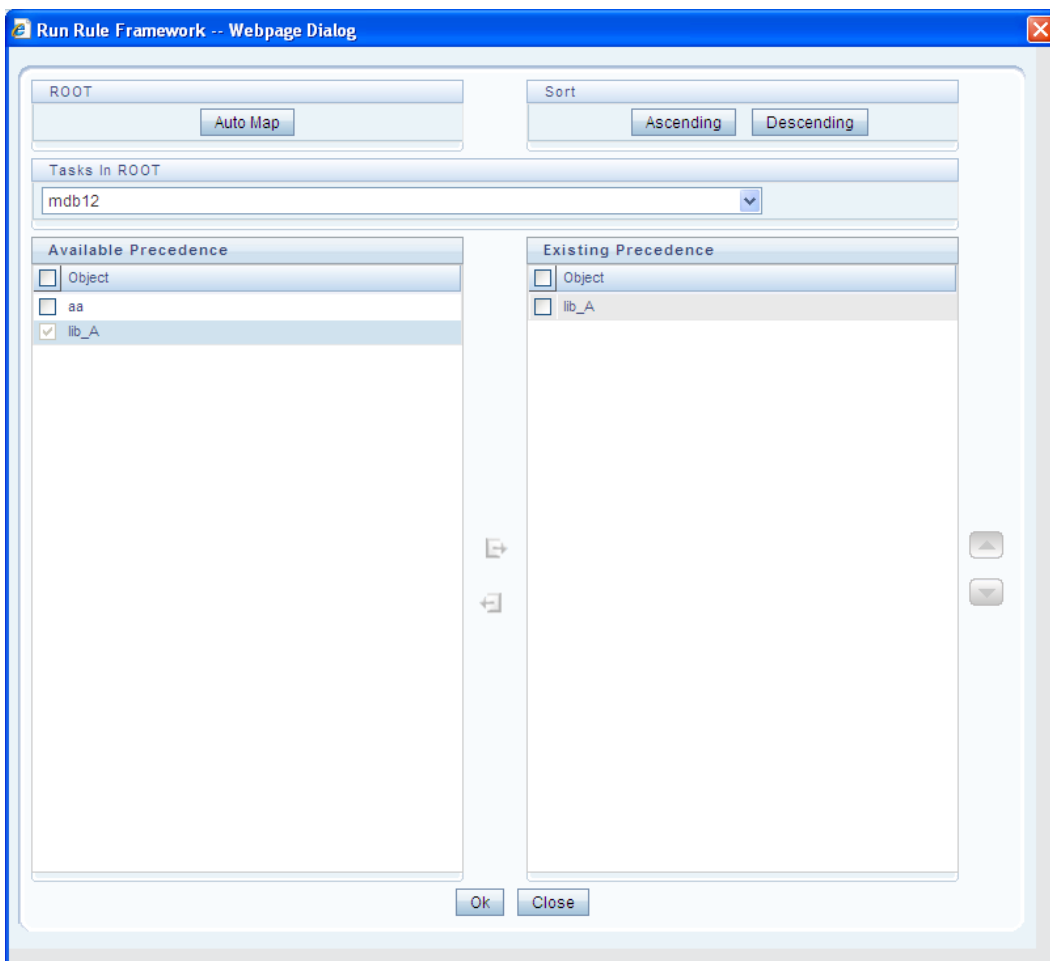 Run Rule Framework -- Webpage Dialog
ROOT
Sort
Auto Map
Ascending
Descending
Tasks In ROOT
mdb12
Available Precedence
Existing Precedence
Object
Object
aa
lib_A
lib_A
Ok
Close